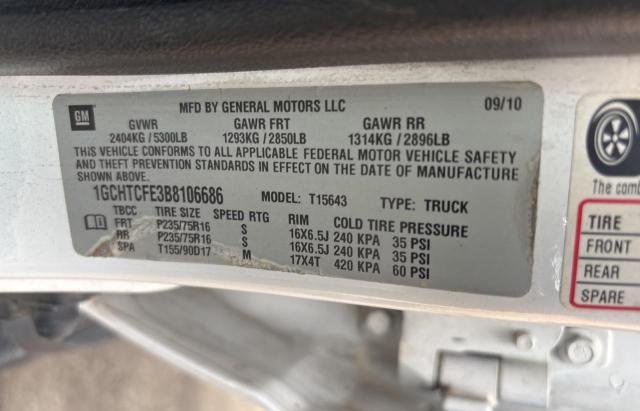 GM
MFD BY GENERAL MOTORS LLC 09/10
GVWR GAWR FRT GAWR RR
2404KG / 5300LB 1293KG / 2850LB 1314KG / 2896LB
THIS VEHICLE CONFORMS TO ALL APPLICABLE FEDERAL MOTOR VEHICLE SAFETY
AND THEFT PREVENTION STANDARDS IN EFFECT ON THE DATE OF MANUFACTURE
SHOWN ABOVE.
1GCHTCFE3B8106686 MODEL: T15643 TYPE: TRUCK
TBCC TIRE SIZE SPEED RTG RIM COLD TIRE PRESSURE
FRT P235/75R16 S 16X6.5J 240 KPA 35 PSI
RR P235/75R16 S 16X6.5J 240 KPA 35 PSI
SPA T155/90D17 M 17X4T 420 KPA 60 PSI
The comb
TIRE
FRONT
REAR
SPARE